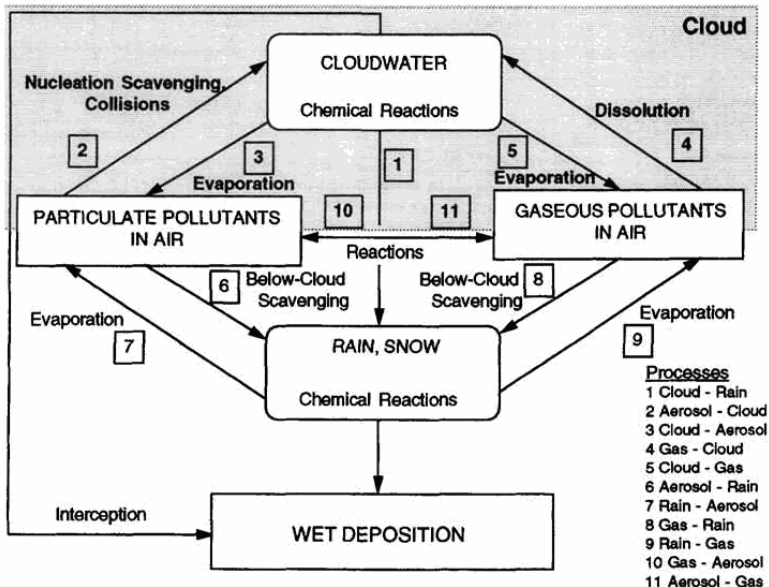 Cloud
CLOUDWATER
Chemical Reactions
Nucleation Scavenging,
Collisions
Dissolution
2
3
1
5
4
Evaporation
Evaporation
PARTICULATE POLLUTANTS
IN AIR
10
11
GASEOUS POLLUTANTS
IN AIR
Reactions
6
Below-Cloud
Scavenging
Below-Cloud
Scavenging
8
Evaporation
7
Evaporation
9
RAIN, SNOW
Chemical Reactions
Interception
WET DEPOSITION
Processes
1 Cloud - Rain
2 Aerosol - Cloud
3 Cloud - Aerosol
4 Gas - Cloud
5 Cloud - Gas
6 Aerosol - Rain
7 Rain - Aerosol
8 Gas - Rain
9 Rain - Gas
10 Gas - Aerosol
11 Aerosol - Gas